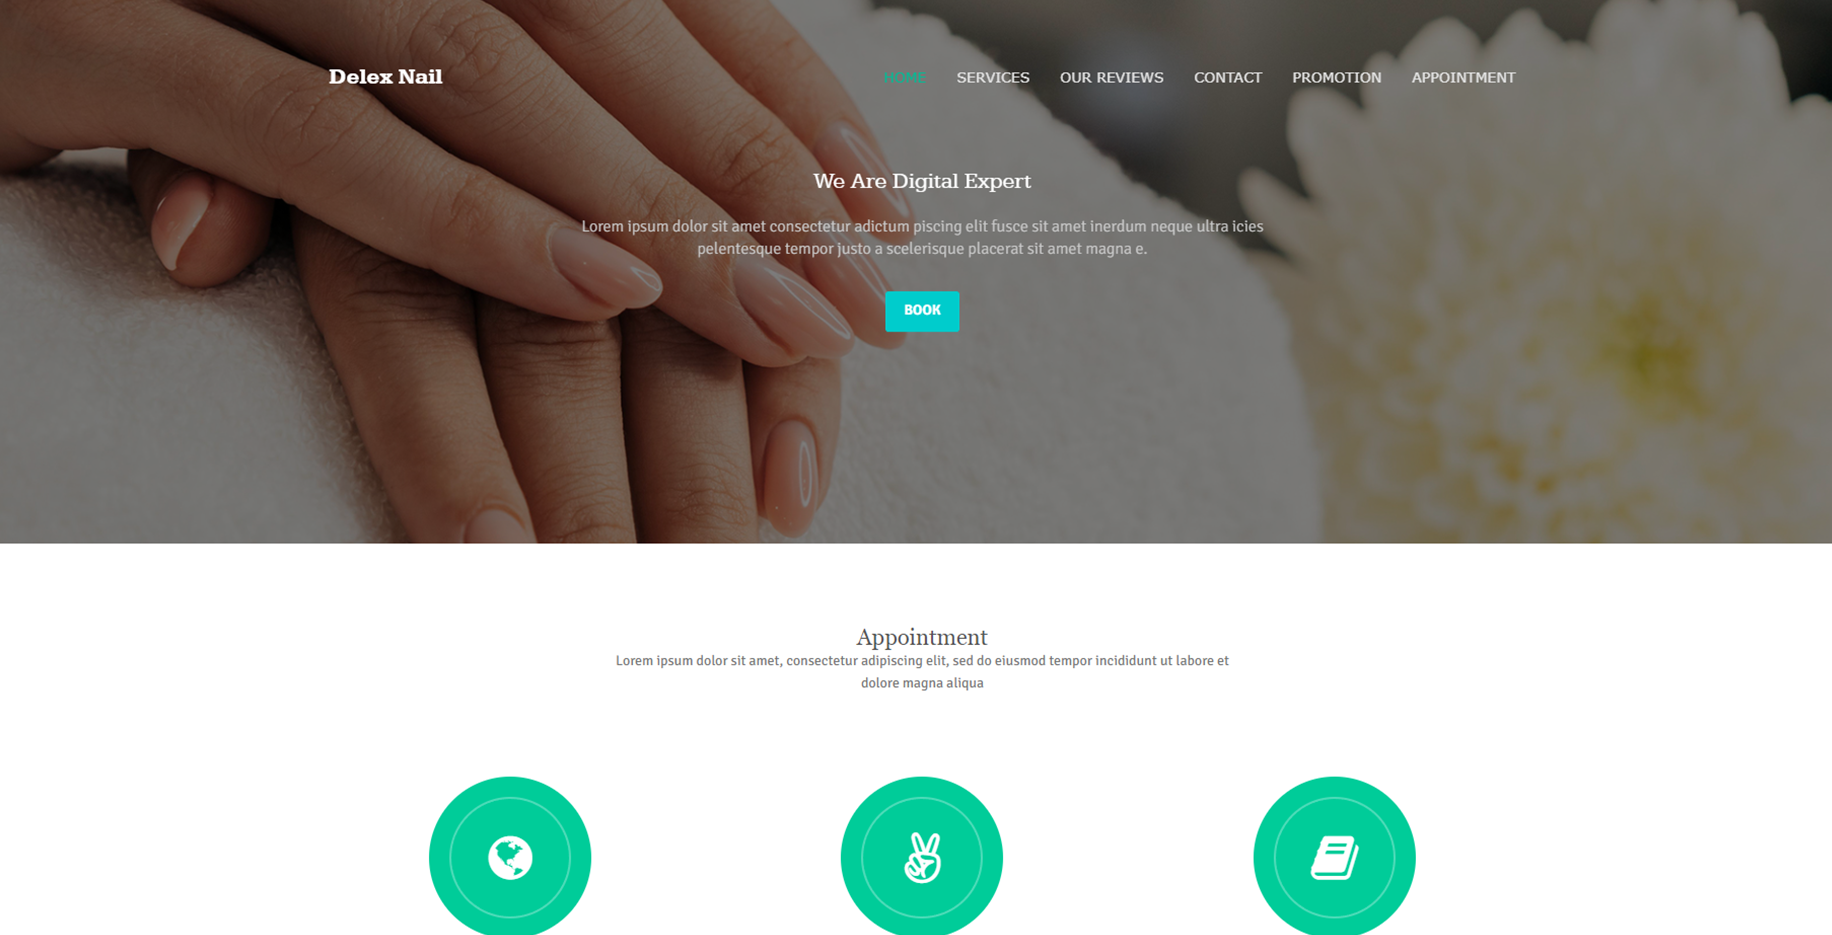 Delex Nail
HOME SERVICES OUR REVIEWS CONTACT PROMOTION APPOINTMENT
We Are Digital Expert
Lorem ipsum dolor sit amet consectetur adictum piscing elit fusce sit amet inerdum neque ultra icies
pelentesque tempor justo a scelerisque placerat sit amet magna e.
BOOK
Appointment
Lorem ipsum dolor sit amet, consectetur adipiscing elit, sed do eiusmod tempor incididunt ut labore et
dolore magna aliqua